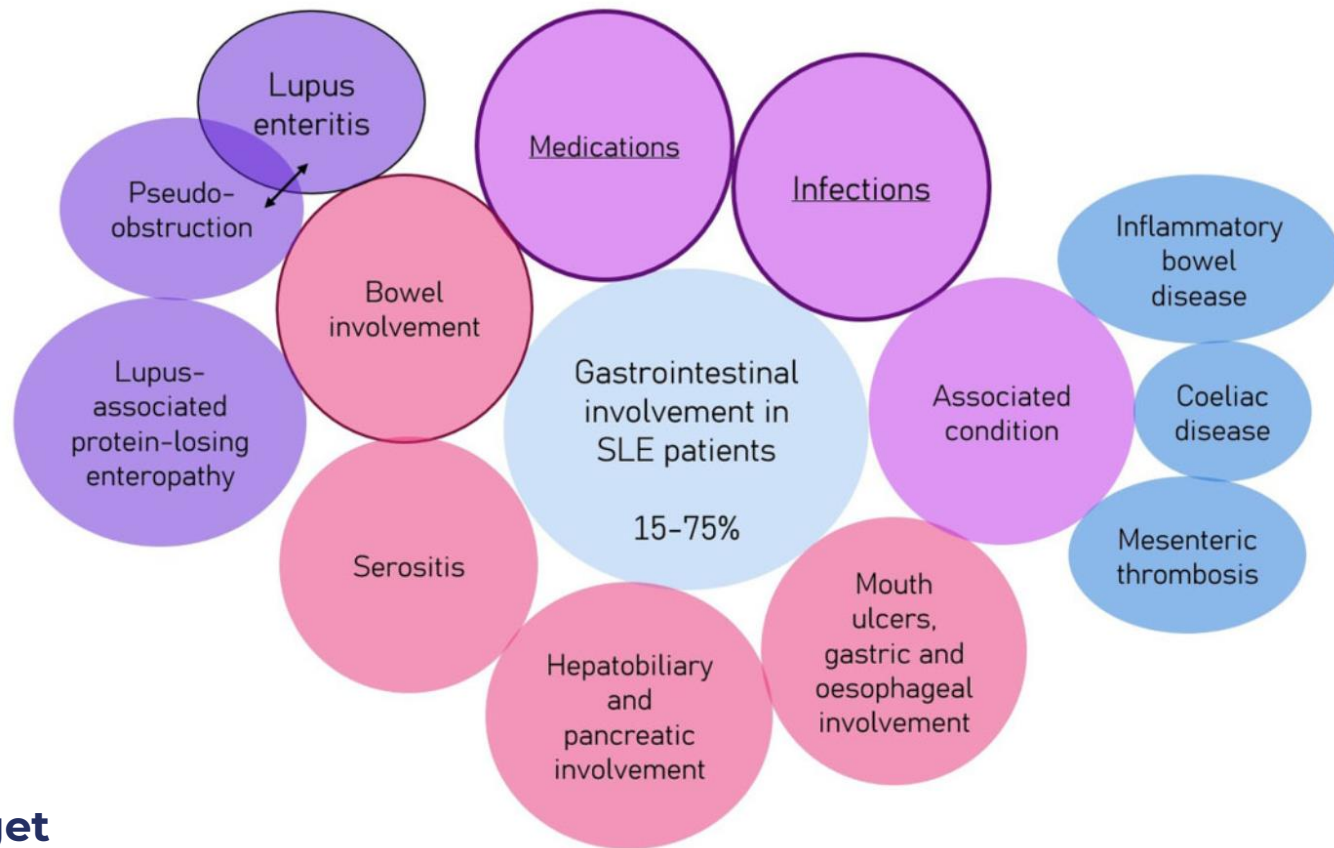 Lupus
enteritis
Medications
Infections
Pseudo-
obstruction
Inflammatory
bowel
disease
Bowel
involvement
Lupus-
associated
protein-losing
enteropathy
Gastrointestinal
involvement in
SLE patients
15-75%
Associated
condition
Coeliac
disease
Serositis
Mesenteric
thrombosis
Mouth
ulcers,
gastric and
oesophageal
involvement
Hepatobiliary
and
pancreatic
involvement
get